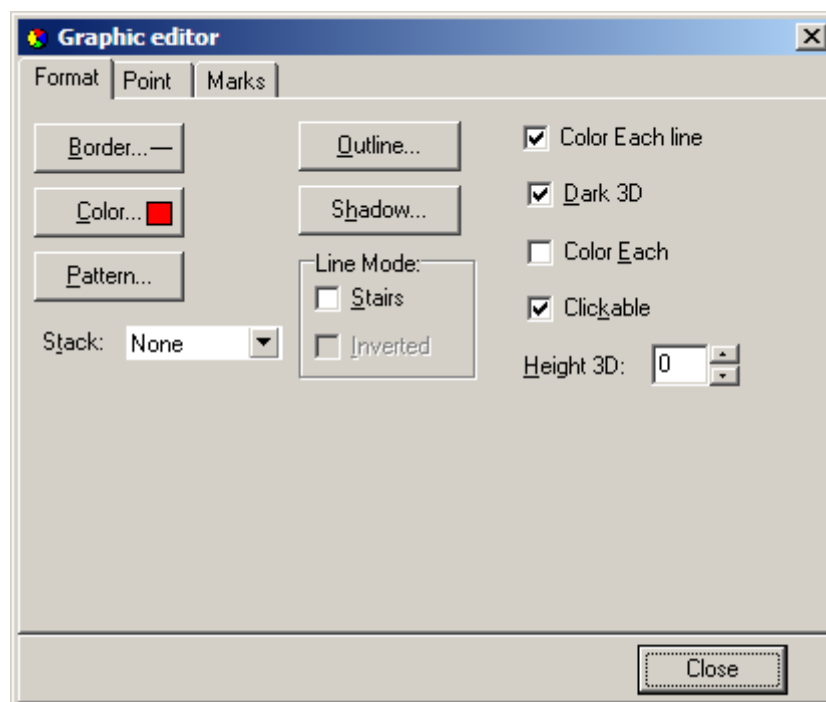 Graphic editor
Format Point Marks
Border...
Color...
Pattern...
Stack: None
Outline...
Shadow...
Line Mode:
Stairs
Inverted
Color Each line
Dark 3D
Color Each
Clickable
Height 3D: 0
Close